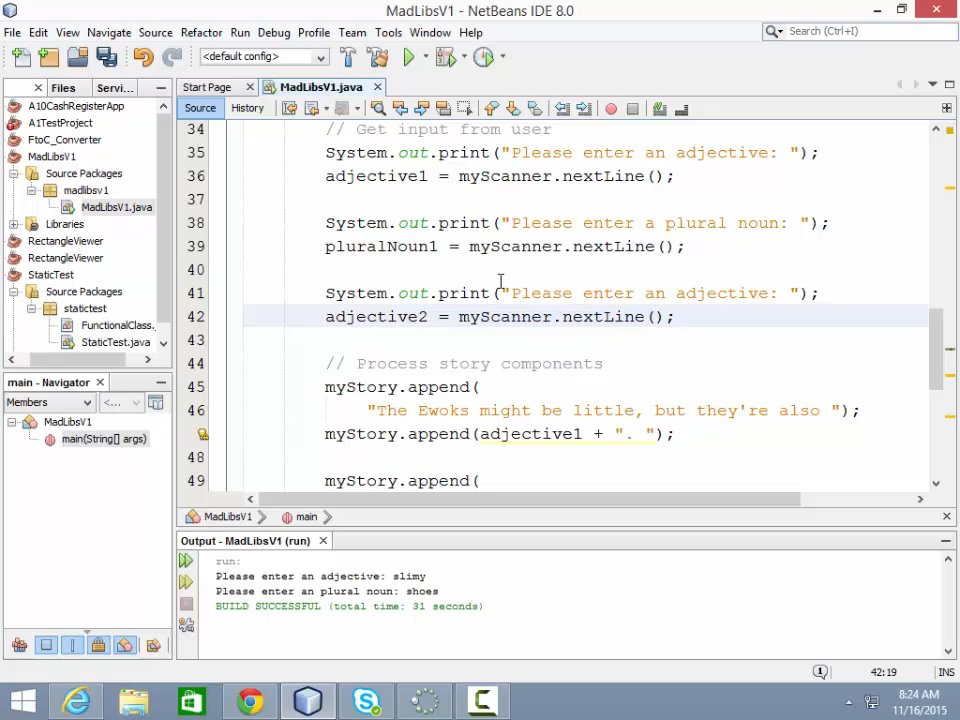 MadLibsV1 - NetBeans IDE 8.0
File Edit View Navigate Source Refactor Run Debug Profile Team Tools Window Help
Search (Ctrl+I)
<default config>
Files Servi...
Start Page MadLibsV1.java
Source History
A10CashRegisterApp
A1TestProject
FtoC_Converter
MadLibsV1
Source Packages
madlibsv1
MadLibsV1.java
Libraries
RectangleViewer
RectangleViewer
StaticTest
Source Packages
statictest
FunctionalClass.
StaticTest.java
34 // Get input from user
35 System.out.print("Please enter an adjective: ");
36 adjective1 = myScanner.nextLine();
37
38 System.out.print("Please enter a plural noun: ");
39 pluralNoun1 = myScanner.nextLine();
40
41 System.out.print("Please enter an adjective: ");
42 adjective2 = myScanner.nextLine();
43
44 // Process story components
45 myStory.append(
46 "The Ewoks might be little, but they're also ");
myStory.append(adjective1 + ". ");
48
49 myStory.append(
main - Navigator
Members <...
MadLibsV1
main(String[] args)
MadLibsV1 main
Output - MadLibsV1 (run)
run:
Please enter an adjective: slimy
Please enter an plural noun: shoes
BUILD SUCCESSFUL (total time: 31 seconds)
1 42:19 INS
8:24 AM
11/16/2015